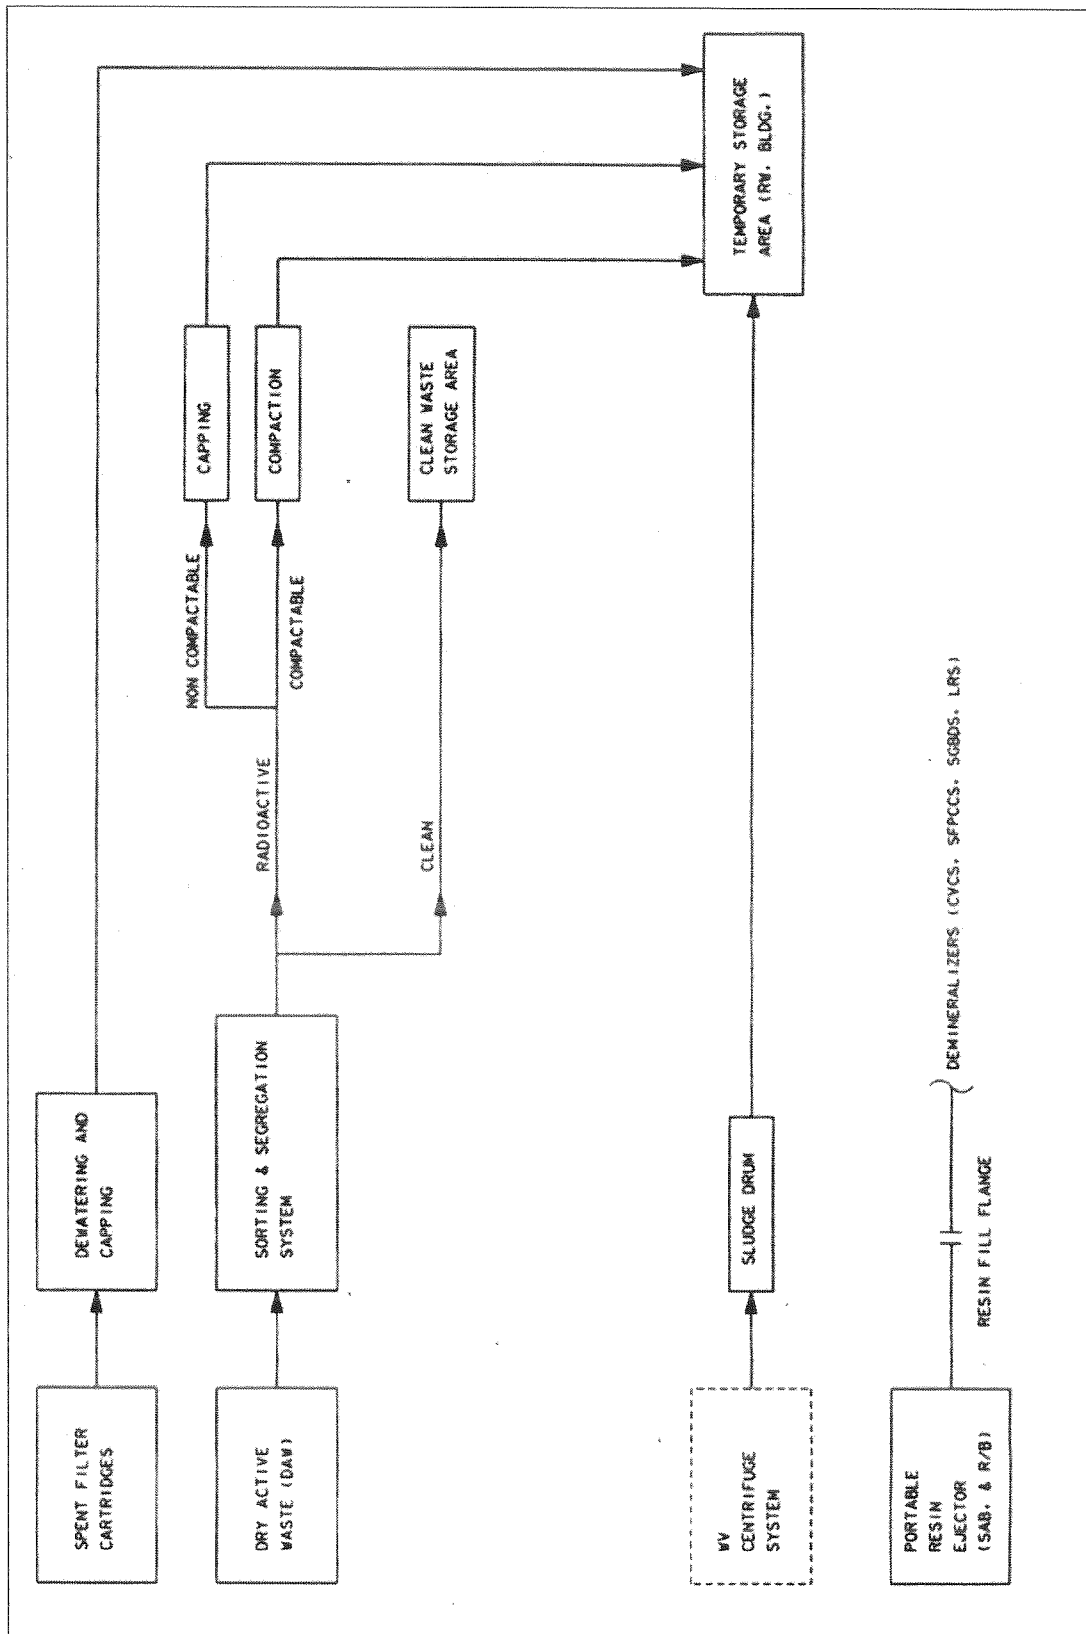 SPENT FILTER
CARTRIDGES
DEWATERING AND
CAPPING
DRY ACTIVE
WASTE (DAW)
SORTING & SEGREGATION
SYSTEM
RADIOACTIVE
NON COMPACTABLE
COMPACTABLE
CAPPING
COMPACTION
CLEAN
CLEAN WASTE
STORAGE AREA
TEMPORARY STORAGE
AREA (RW. BLDG.)
WV
CENTRIFUGE
SYSTEM
SLUDGE DRUM
PORTABLE
RESIN
EJECTOR
(SAB. & R/B)
RESIN FILL FLANGE
DEMINERALIZERS (CVCS. SFPCCS. SGBDS. LRS)